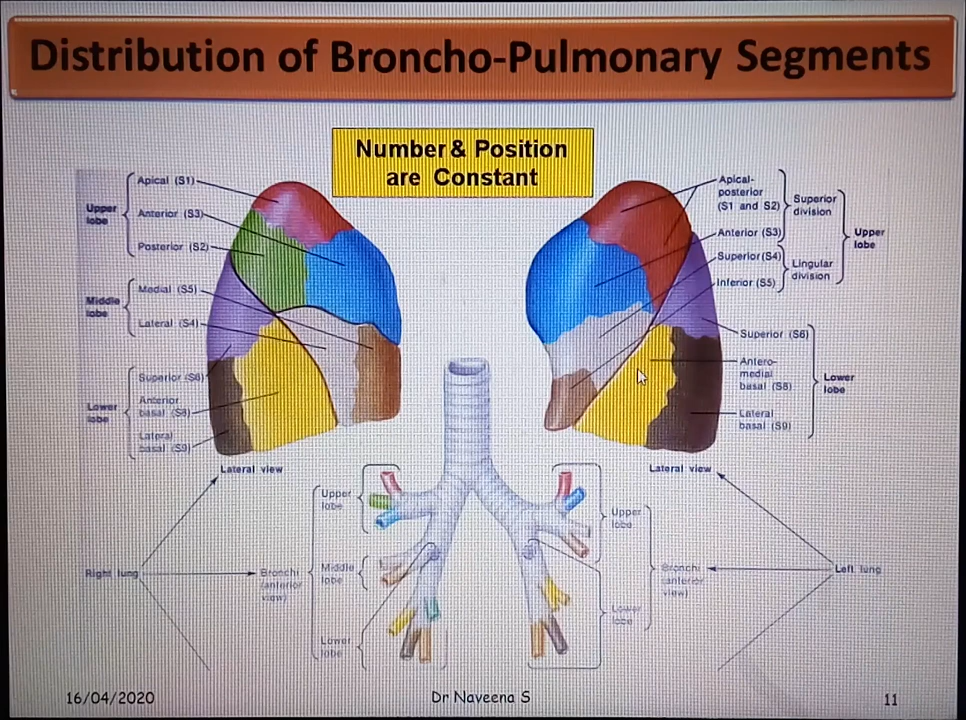 Distribution of Broncho-Pulmonary Segments
Number & Position
are Constant
Upper
lobe
Apical (S1)
Anterior (S3)
Posterior (S2)
Middle
lobe
Medial (S5)
Lateral (S4)
Lower
lobe
Superior (S6)
Anterior
basal (S8)
Lateral
basal (S9)
Lateral view
Apical-
posterior
(S1 and S2)
Anterior (S3)
Superior
division
Superior (S4)
Inferior (S5)
Lingular
division
Upper
lobe
Superior (S6)
Antero-
medial
basal (S8)
Lateral
basal (S9)
Lower
lobe
Lateral view
Right lung
Bronchi
(anterior
view)
Upper
lobe
Middle
lobe
Lower
lobe
Upper
lobe
Lower
lobe
Bronchi
(anterior
view)
Left lung
16/04/2020
Dr Naveena S
11